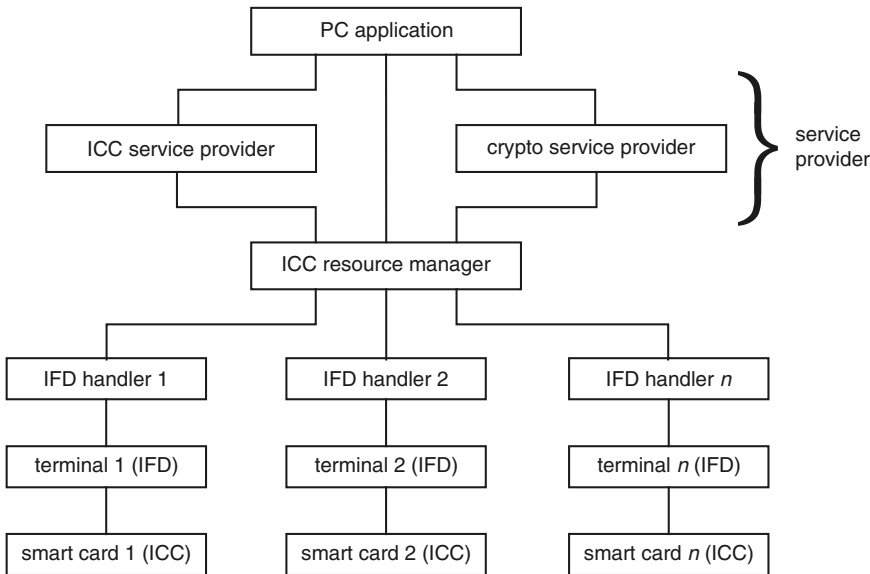 PC application
ICC service provider
crypto service provider
service
provider
ICC resource manager
IFD handler 1
IFD handler 2
IFD handler n
terminal 1 (IFD)
terminal 2 (IFD)
terminal n (IFD)
smart card 1 (ICC)
smart card 2 (ICC)
smart card n (ICC)